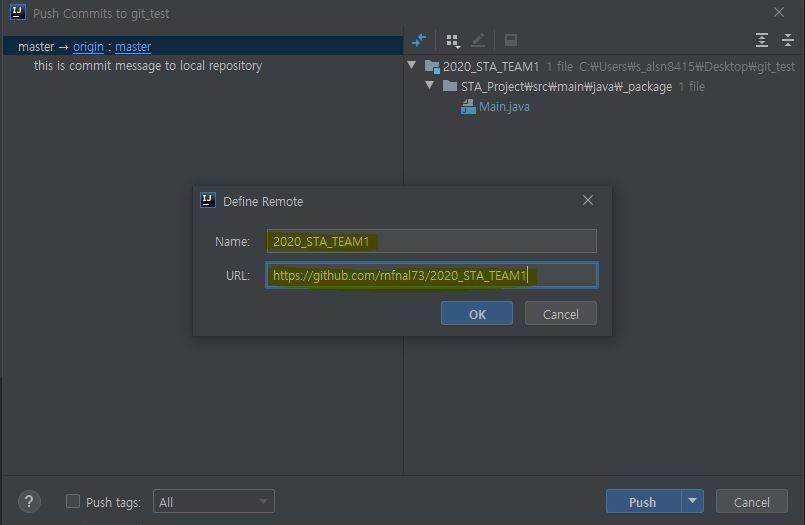 Push Commits to git_test
master → origin : master
this is commit message to local repository
2020_STA_TEAM1 1 file C:₩Users₩s_alsn8415₩Desktop₩git_test
STA_Project₩src₩main₩java₩_package 1 file
Main.java
Define Remote
Name: 2020_STA_TEAM1
URL: https://github.com/rnfnal73/2020_STA_TEAM1
OK Cancel
? Push tags: All Push Cancel